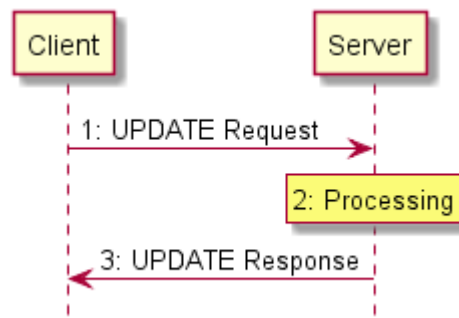 Client
Server
1: UPDATE Request
2: Processing
3: UPDATE Response